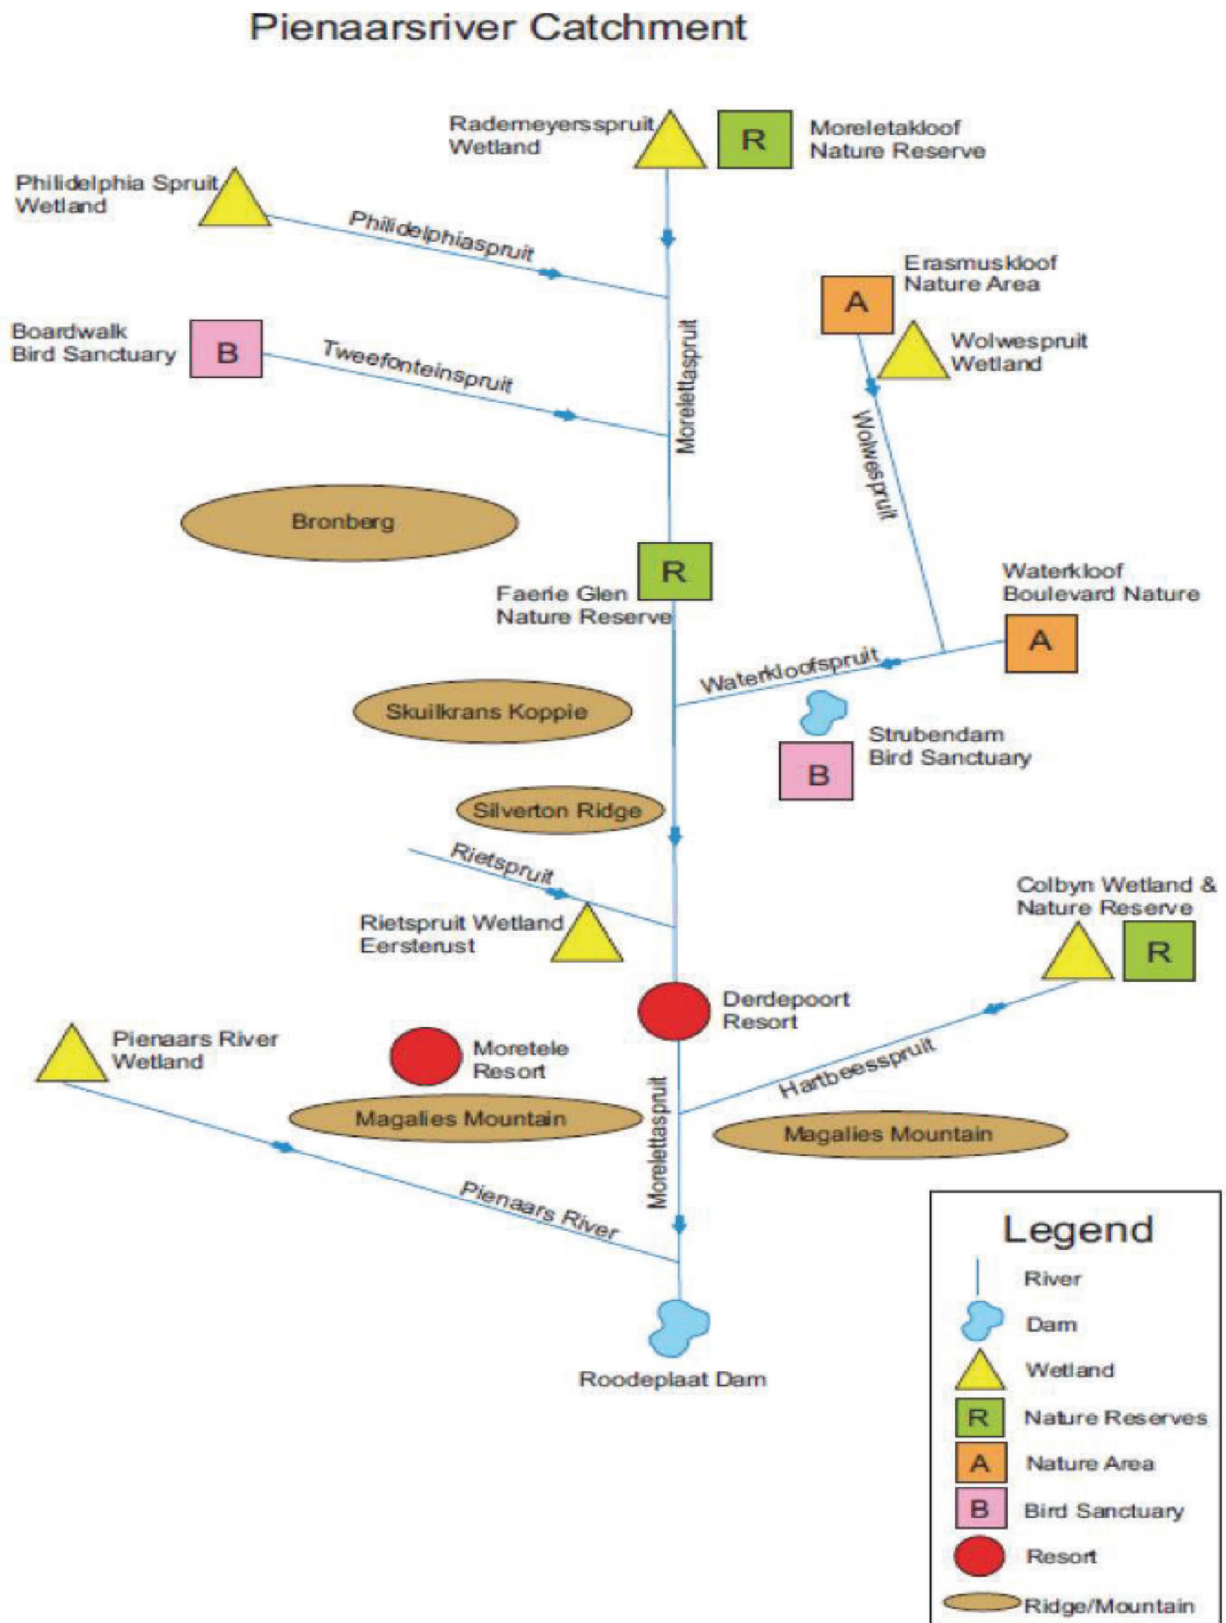 Pienaarsriver Catchment
Rademeyersspruit
Wetland
R
Moreletakloof
Nature Reserve
Philidelphia Spruit
Wetland
Philidelphiaspruit
Erasmuskloof
Nature Area
A
Wolwespruit
Wetland
Boardwalk
Bird Sanctuary
B
Tweefonteinspruit
Morelettaspruit
Wolwespruit
Bronberg
R
Faerie Glen
Nature Reserve
Waterkloof
Boulevard Nature
A
Waterkloofspruit
Skuilkrans Koppie
Strubendam
Bird Sanctuary
B
Silverton Ridge
Rietspruit
Rietspruit Wetland
Eersterust
Colbyn Wetland &
Nature Reserve
R
Derdepoort
Resort
Pienaars River
Wetland
Moretele
Resort
Hartbeesspruit
Magalies Mountain
Magalies Mountain
Morelettaspruit
Pienaars River
Roodeplaat Dam
Legend
River
Dam
Wetland
R Nature Reserves
A Nature Area
B Bird Sanctuary
Resort
Ridge/Mountain